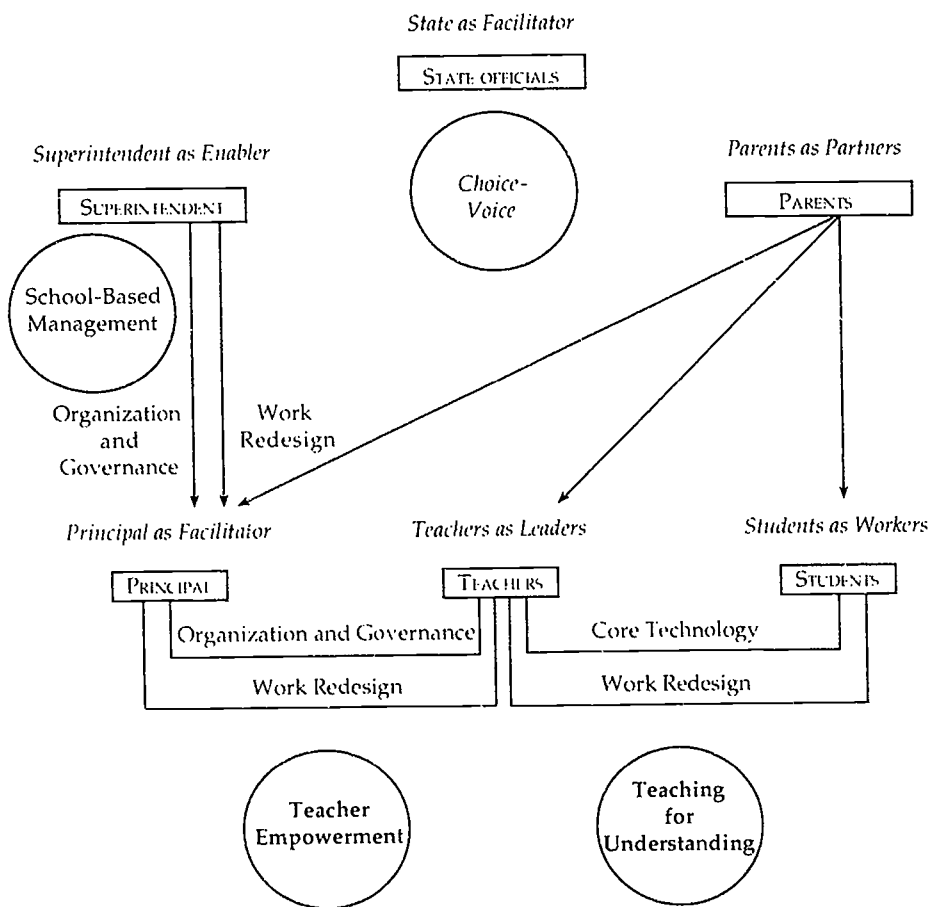 State as Facilitator
STATE OFFICIALS
Superintendent as Enabler
SUPERINTENDENT
Choice-
Voice
Parents as Partners
PARENTS
School-Based
Management
Organization
and
Governance
Work
Redesign
Principal as Facilitator
PRINCIPAL
Teachers as Leaders
TEACHERS
Students as Workers
STUDENTS
Organization and Governance
Work Redesign
Core Technology
Work Redesign
Teacher
Empowerment
Teaching
for
Understanding